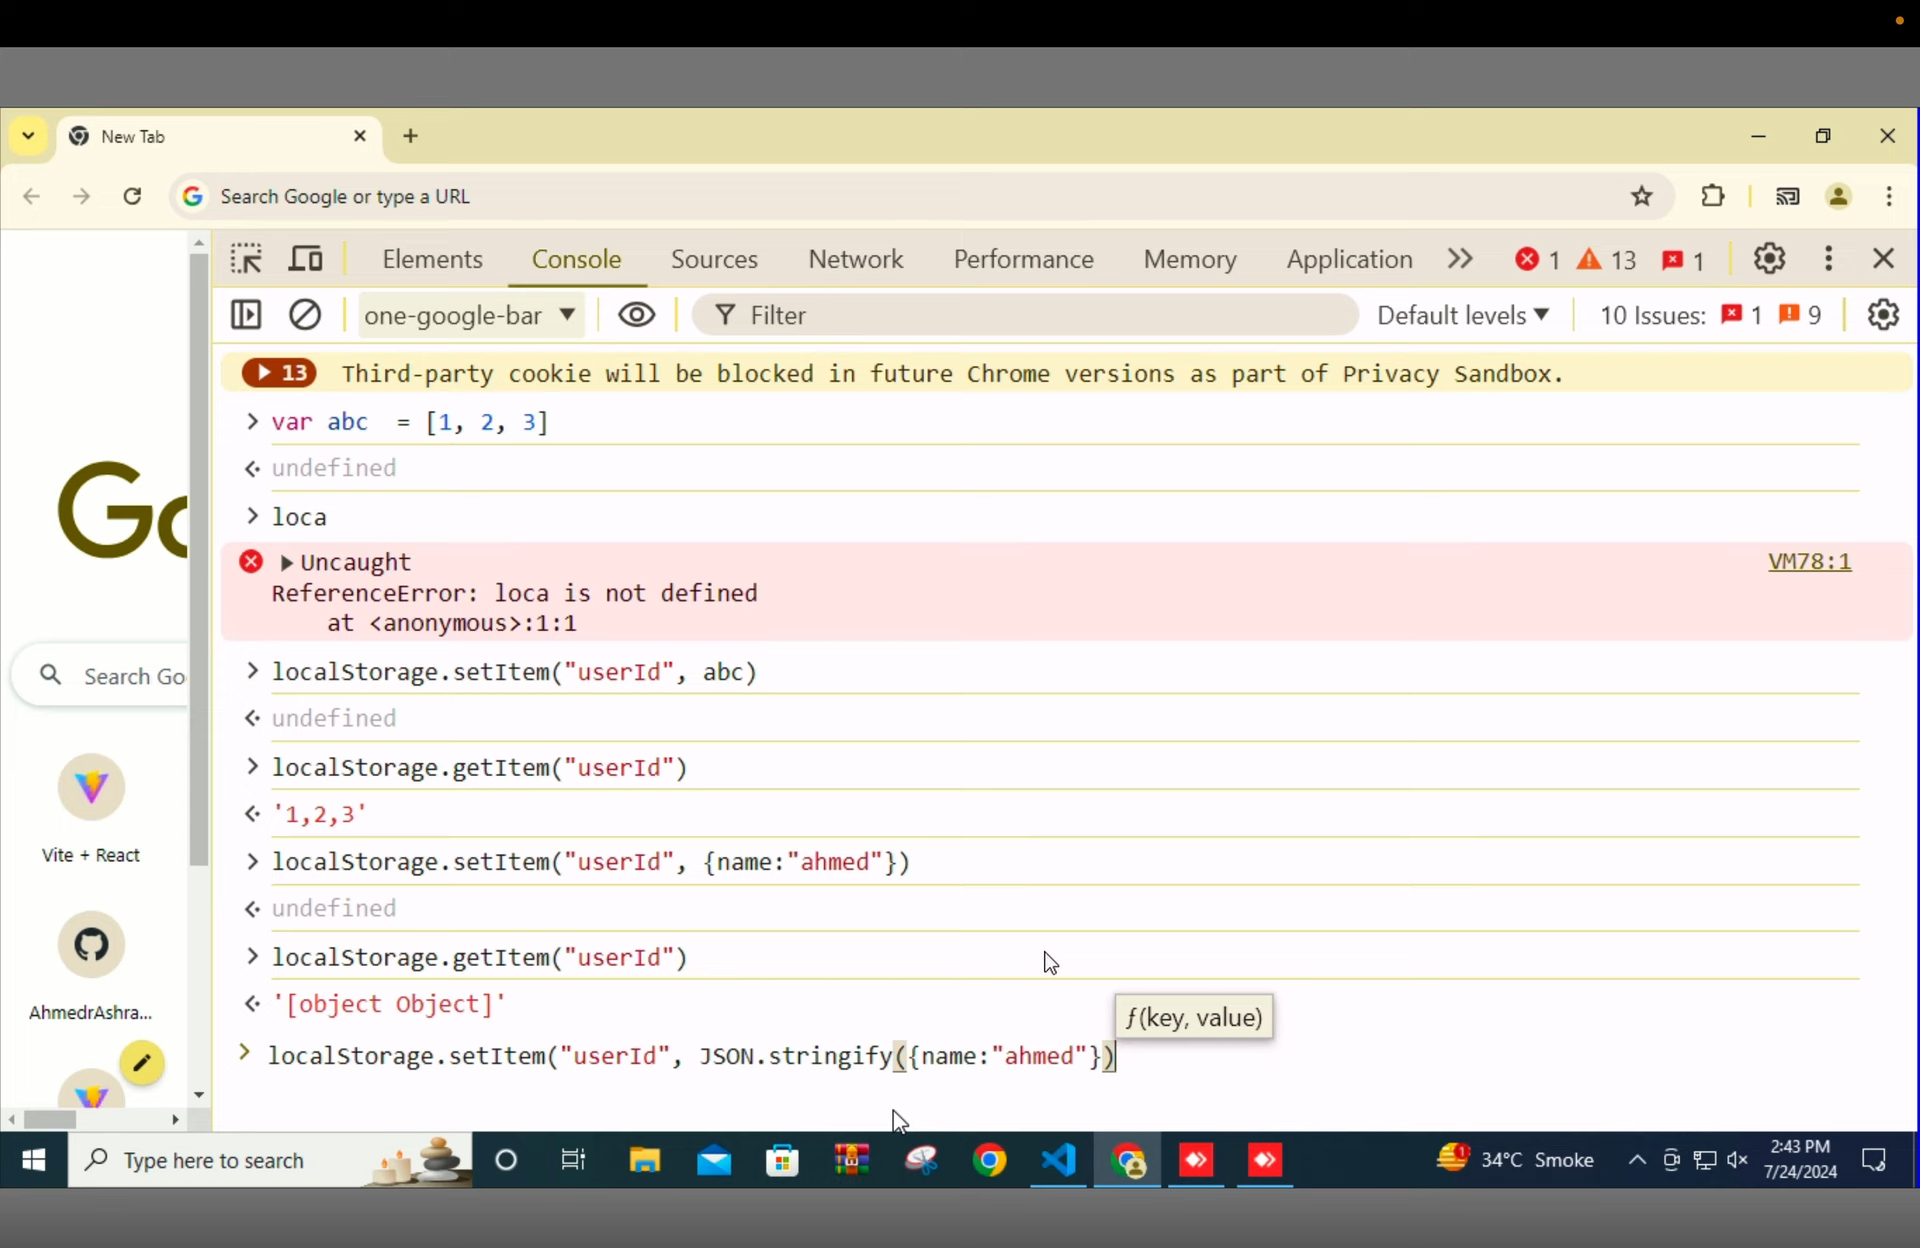 New Tab
Search Google or type a URL
Elements Console Sources Network Performance Memory Application 1 13 1
one-google-bar Filter Default levels 10 Issues: 1 9
13 Third-party cookie will be blocked in future Chrome versions as part of Privacy Sandbox.
var abc = [1, 2, 3]
undefined
loca
Uncaught VM78:1
ReferenceError: loca is not defined
at <anonymous>:1:1
localStorage.setItem("userId", abc)
undefined
localStorage.getItem("userId")
'1,2,3'
localStorage.setItem("userId", {name:"ahmed"})
undefined
localStorage.getItem("userId")
'[object Object]'
ƒ(key, value)
localStorage.setItem("userId", JSON.stringify({name:"ahmed"})
Go
Search Go
Vite + React
AhmedrAshra...
Type here to search
1 34°C Smoke
2:43 PM
7/24/2024